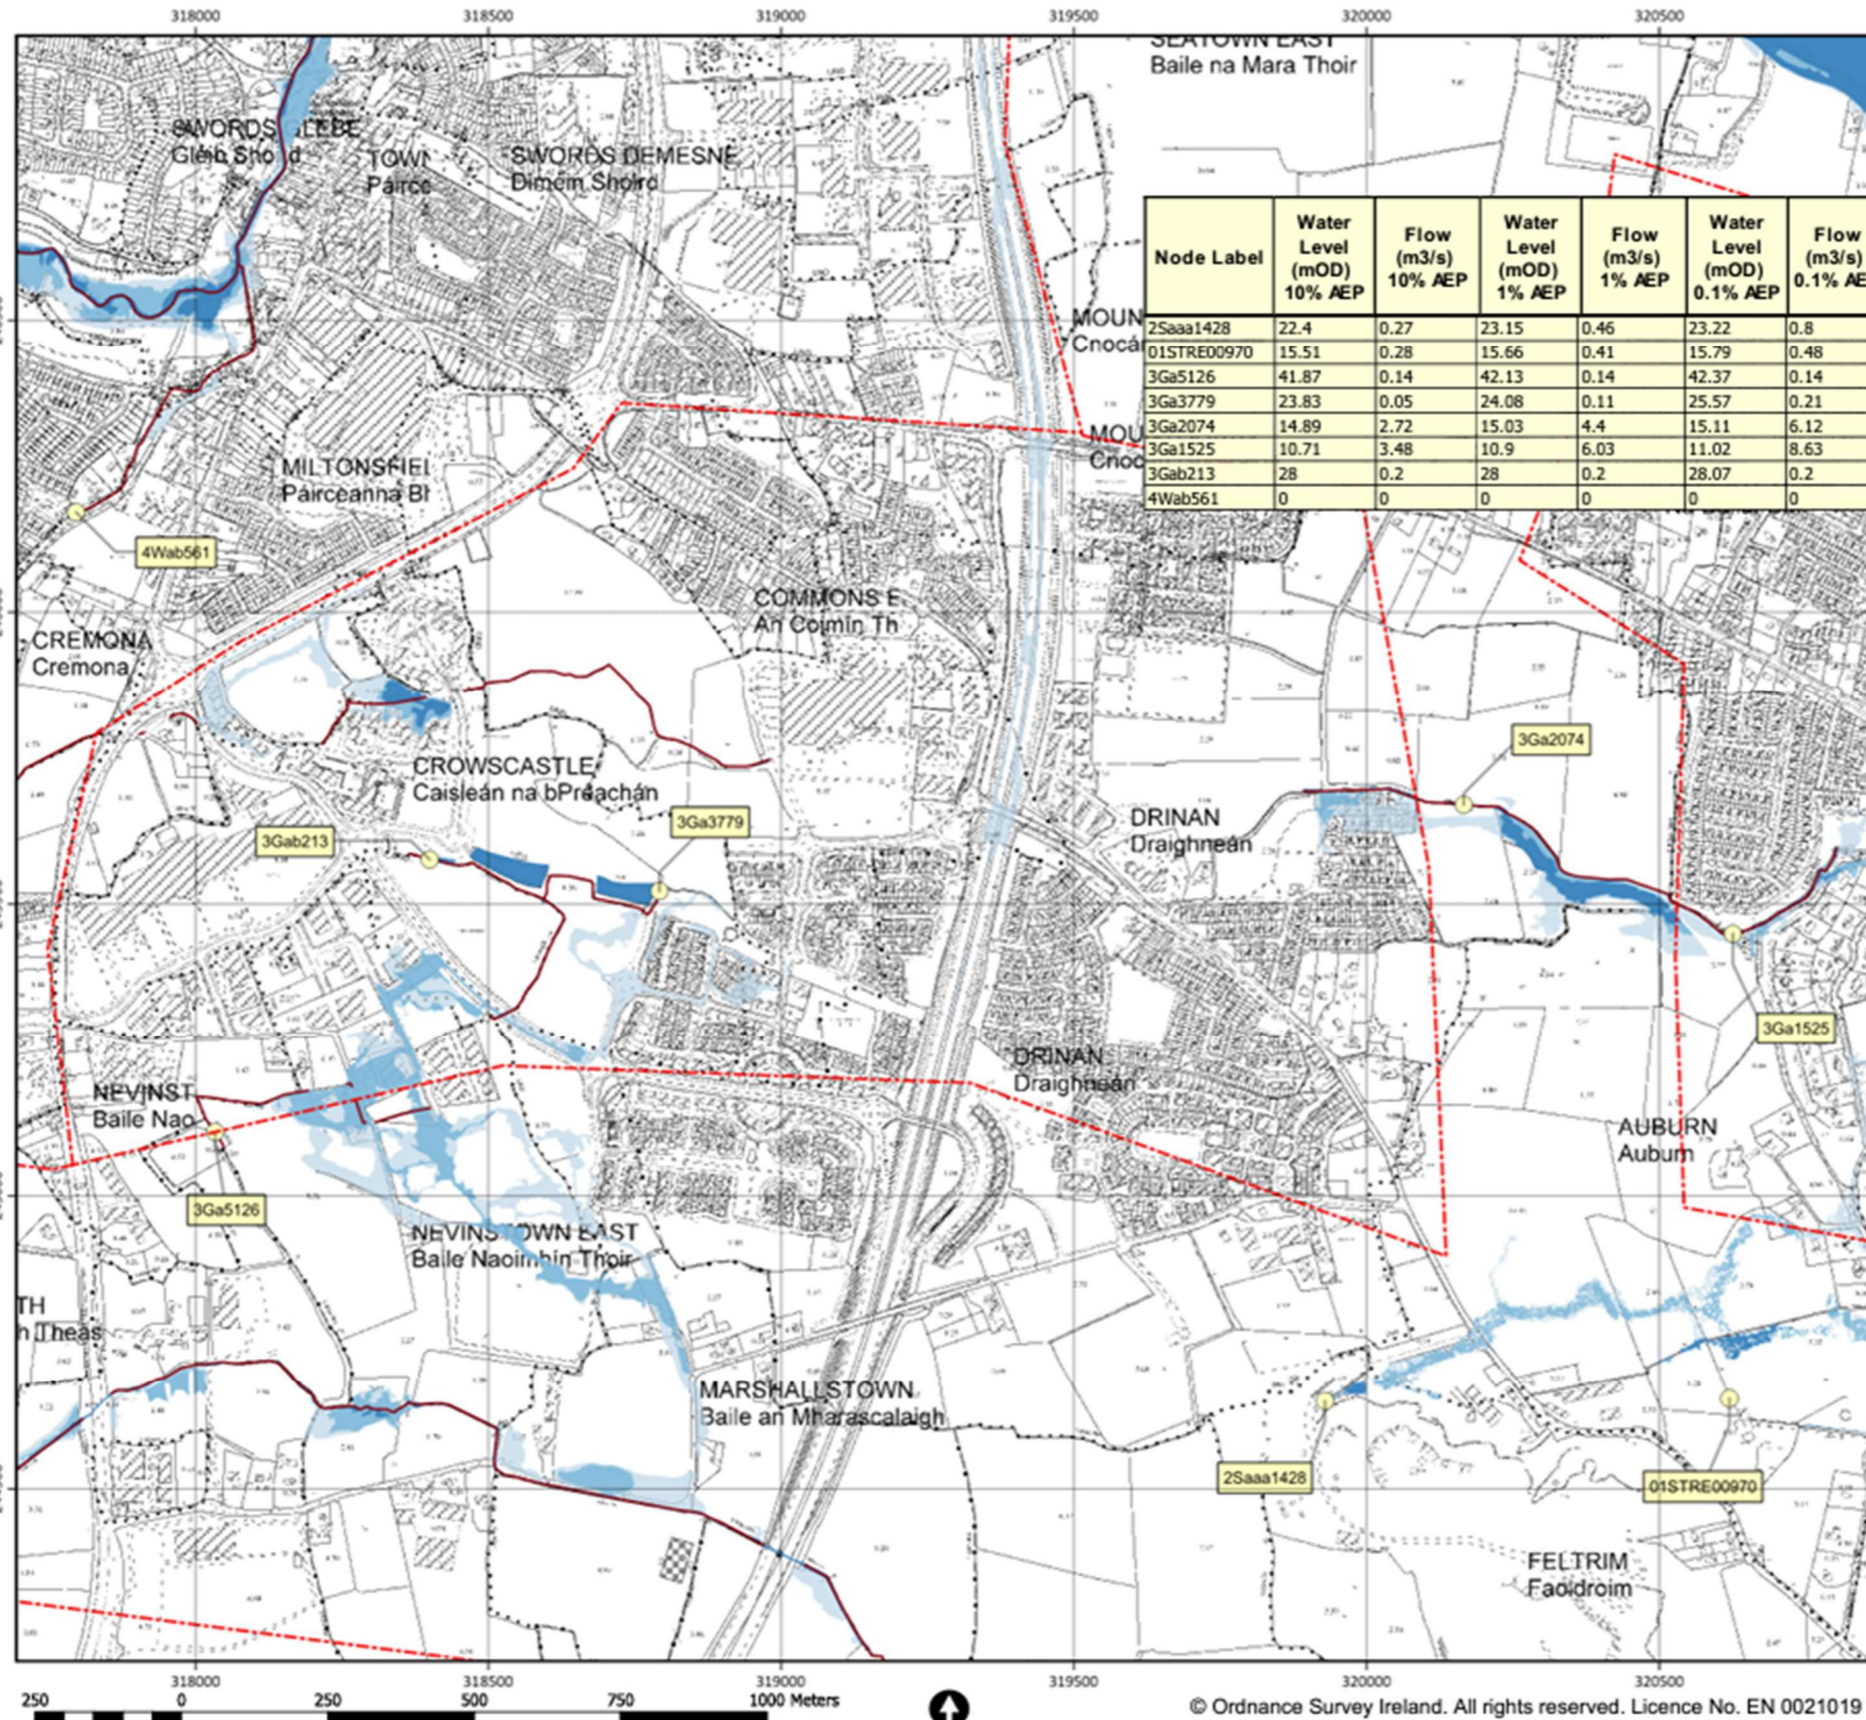 318000 318500 319000 319500 320000 320500
SEATOWN EAST
Baile na Mara Thoir
SWORDS GLEBE
SWORDS DEMESNE
Node Label Water Level (mOD) 10% AEP Flow (m3/s) 10% AEP Water Level (mOD) 1% AEP Flow (m3/s) 1% AEP Water Level (mOD) 0.1% AEP Flow (m3/s) 0.1% AE
2Saaa1428 22.4 0.27 23.15 0.46 23.22 0.8
01STRE00970 15.51 0.28 15.66 0.41 15.79 0.48
3Ga5126 41.87 0.14 42.13 0.14 42.37 0.14
3Ga3779 23.83 0.05 24.08 0.11 25.57 0.21
3Ga2074 14.89 2.72 15.03 4.4 15.11 6.12
3Ga1525 10.71 3.48 10.9 6.03 11.02 8.63
3Gab213 28 0.2 28 0.2 28.07 0.2
4Wab561 0 0 0 0 0 0
MOUN
MOU
Cnoc
MILTONSFIEL
Páirceanna Bl
4Wab561
COMMONS E
An Coimín Th
CREMONA
Cremona
3Ga2074
CROWSCASTLE
Caisleán na bPréachán
3Ga3779
DRINAN
Draighneán
3Gab213
3Ga1525
DRINAN
Draighneán
NEVINST
Baile Nao
AUBURN
Auburn
3Ga5126
NEVINSTOWN EAST
Baile Naoimhín Thoir
TH
h Theas
MARSHALLSTOWN
Baile an Mharascalaigh
2Saaa1428
01STRE00970
FELTRIM
Faoidroim
318000 318500 319000 319500 320000 320500
250 0 250 500 750 1000 Meters
© Ordnance Survey Ireland. All rights reserved. Licence No. EN 0021019